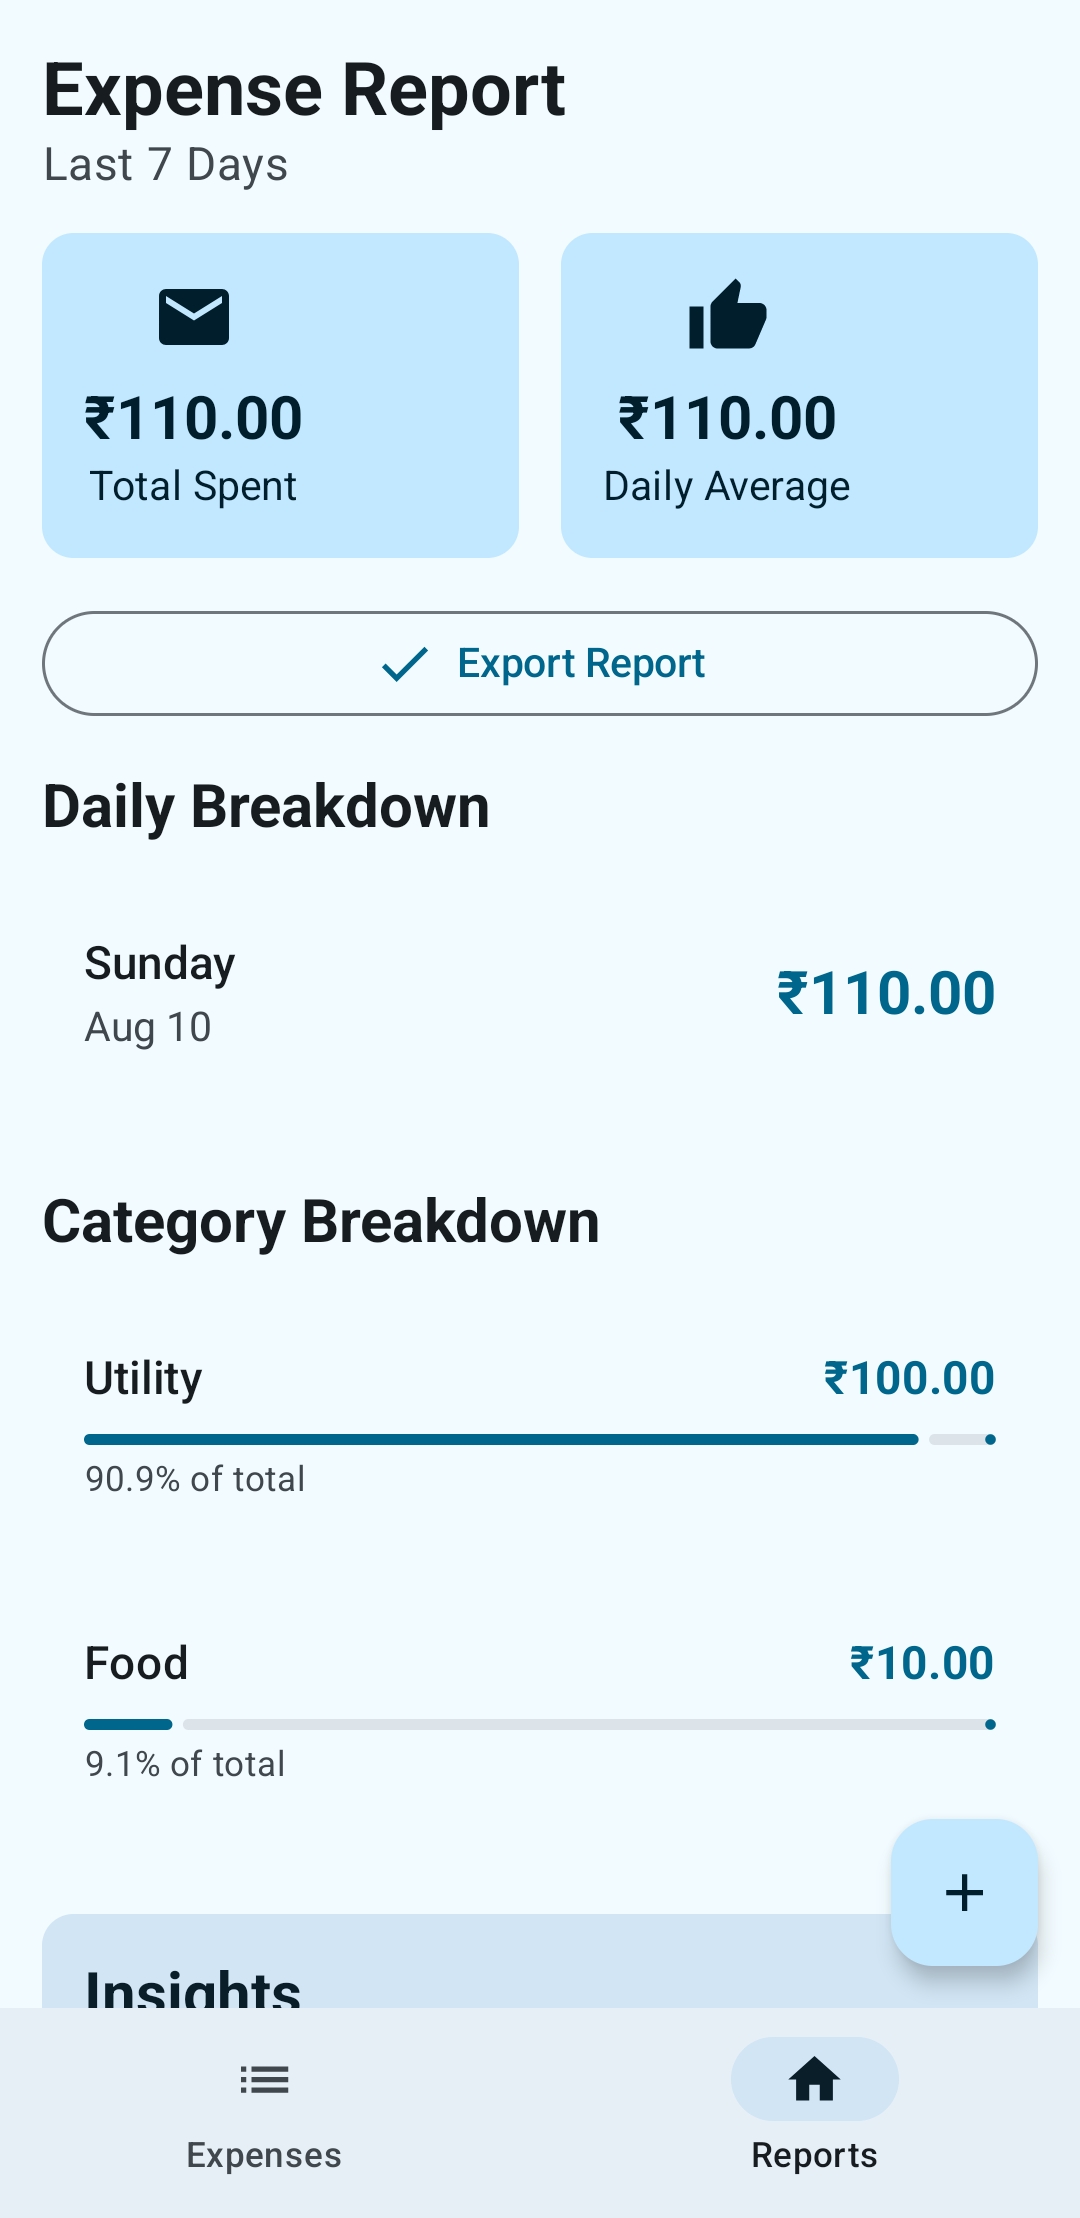 Expense Report
Last 7 Days
₹110.00
Total Spent
₹110.00
Daily Average
Export Report
Daily Breakdown
Sunday
Aug 10
₹110.00
Category Breakdown
Utility
₹100.00
90.9% of total
Food
₹10.00
9.1% of total
+
Insights
Expenses
Reports